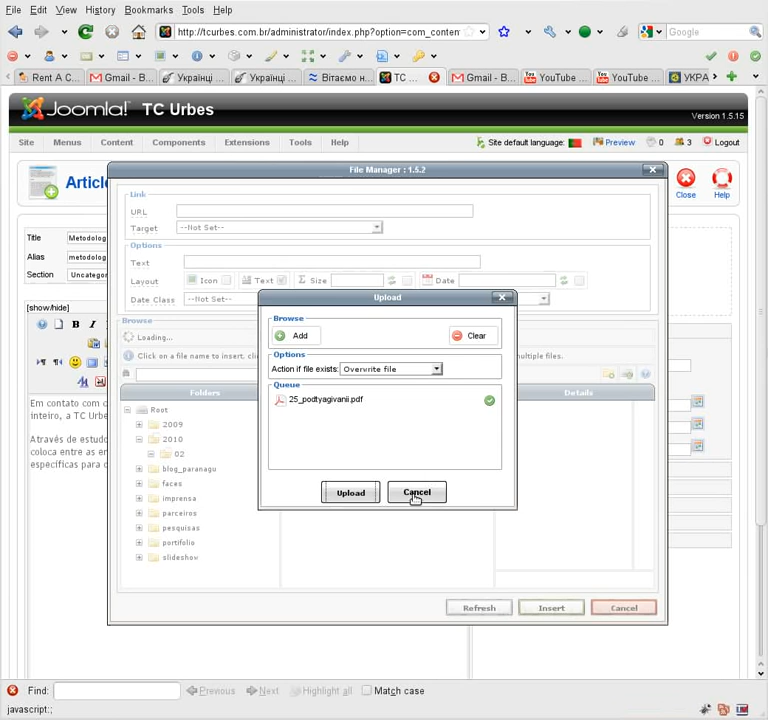 File Edit View History Bookmarks Tools Help
http://tcurbes.com.br/administrator/index.php?option=com_conten
Google
Rent A C... Gmail - B... Українці ... Українці ... Вітаємо н... TC ... Gmail - B... YouTube ... YouTube ... УКРА
Joomla! TC Urbes
Version 1.5.15
Site Menus Content Components Extensions Tools Help
Site default language: Preview 0 3 Logout
Article
Close Help
File Manager : 1.5.2
Link
URL
Target --Not Set--
Options
Text
Layout Icon Text Size Date
Date Class --Not Set--
Title Metodolog
Alias metodolog
Section Uncategor
[show/hide]
B I
Browse
Loading...
Click on a file name to insert, c
multiple files.
Folders
Details
Root
2009
2010
02
blog_paranagu
faces
imprensa
parceiros
pesquisas
portifolio
slideshow
Em contato com c
inteiro, a TC Urbe
Através de estudo
coloca entre as en
específicas para c
Upload
Browse
Add Clear
Options
Action if file exists: Overwrite file
Queue
25_podtyagivanii.pdf
Upload Cancel
Refresh Insert Cancel
Find: Previous Next Highlight all Match case
javascript:;